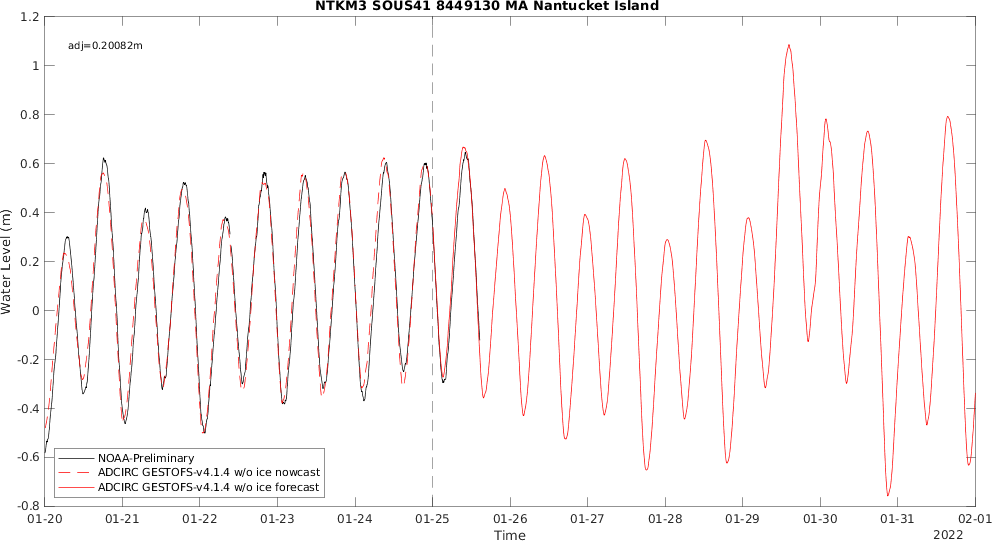 NTKM3 SOUS41 8449130 MA Nantucket Island
1.2
1
0.8
0.6
0.4
0.2
0
-0.2
-0.4
-0.6
-0.8
Water Level (m)
adj=0.20082m
NOAA-Preliminary
ADCIRC GESTOFS-v4.1.4 w/o ice nowcast
ADCIRC GESTOFS-v4.1.4 w/o ice forecast
01-20 01-21 01-22 01-23 01-24 01-25 01-26 01-27 01-28 01-29 01-30 01-31 02-01
Time
2022